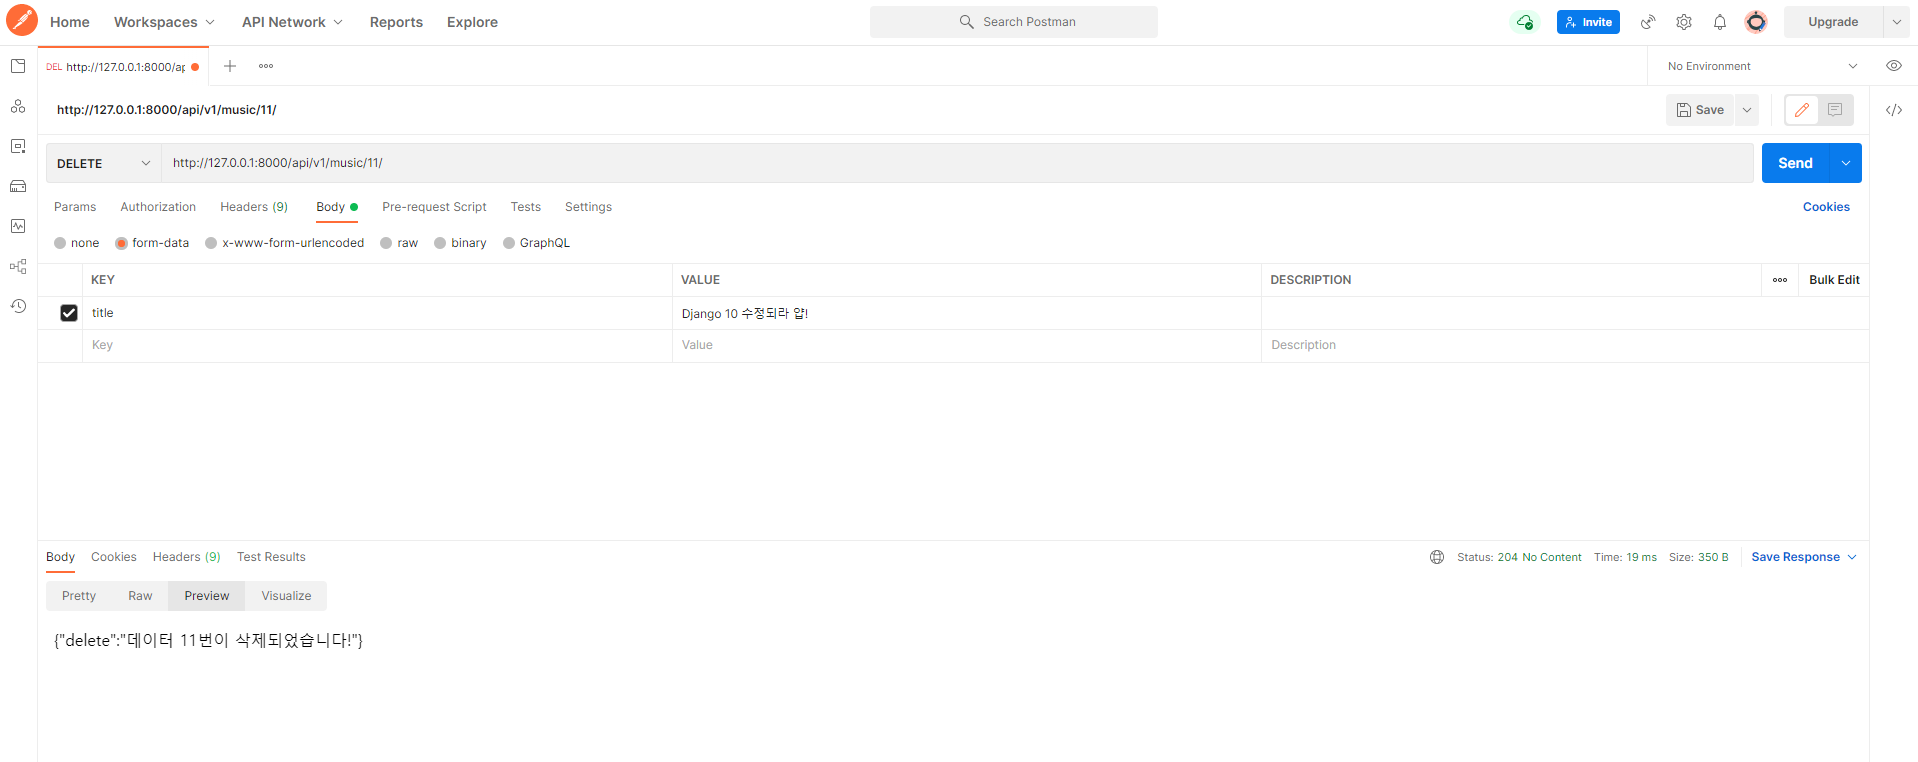 Home Workspaces API Network Reports Explore Search Postman Invite Upgrade
DEL http://127.0.0.1:8000/ap No Environment
http://127.0.0.1:8000/api/v1/music/11/ Save
DELETE http://127.0.0.1:8000/api/v1/music/11/ Send
Params Authorization Headers (9) Body Pre-request Script Tests Settings Cookies
none form-data x-www-form-urlencoded raw binary GraphQL
KEY VALUE DESCRIPTION Bulk Edit
title Django 10 수정되라 얍!
Key Value Description
Body Cookies Headers (9) Test Results Status: 204 No Content Time: 19 ms Size: 350 B Save Response
Pretty Raw Preview Visualize
{"delete":"데이터 11번이 삭제되었습니다!"}